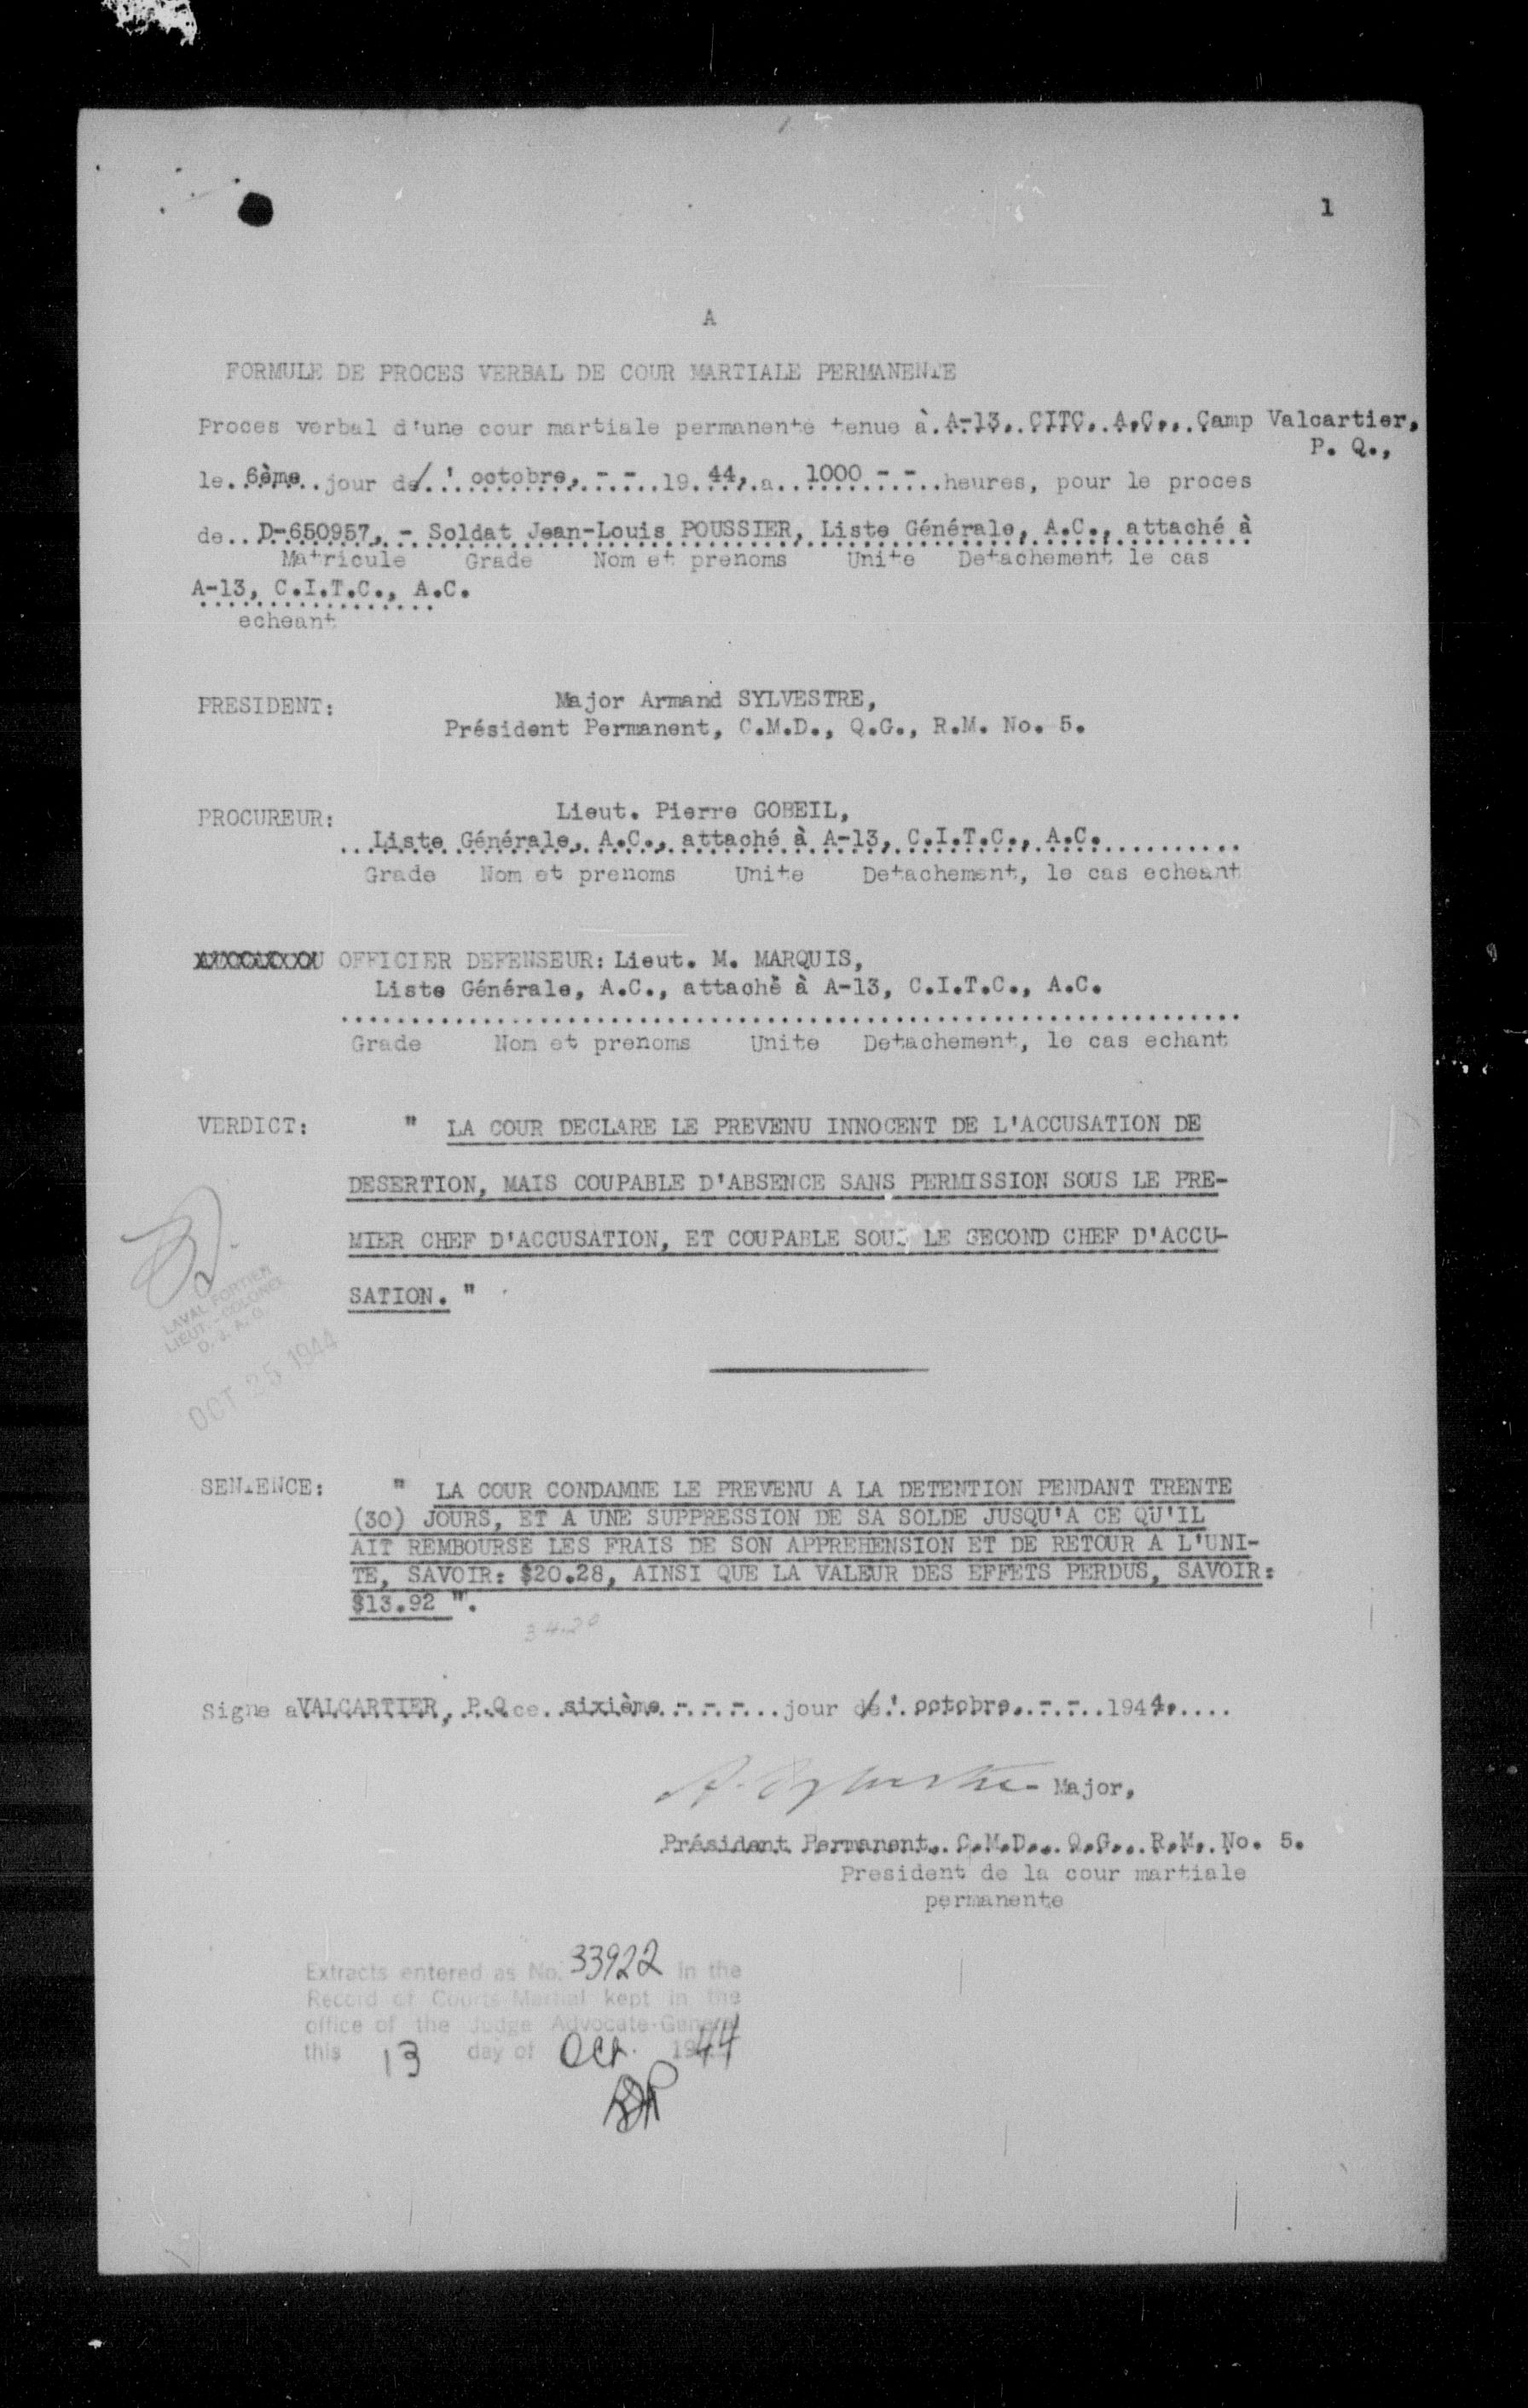 1
A
FORMULE DE PROCES VERBAL DE COUR MARTIALE PERMANENTE
Proces verbal d'une cour martiale permanente tenue à A-13, CITC, A.C., Camp Valcartier,
P. Q.,
le 6ème jour de l'octobre, - - 19 44, a 1000 - - heures, pour le proces
de D-650957, - Soldat Jean-Louis POUSSIER, Liste Générale, A.C., attaché à
Matricule Grade Nom et prenoms Unite Detachement le cas
A-13, C.I.T.C., A.C.
echeant
PRESIDENT: Major Armand SYLVESTRE,
Président Permanent, C.M.D., Q.G., R.M. No. 5.
PROCUREUR: Lieut. Pierre GOBEIL,
Liste Générale, A.C., attaché à A-13, C.I.T.C., A.C.
Grade Nom et prenoms Unite Detachement, le cas echeant
OFFICIER DEFENSEUR: Lieut. M. MARQUIS,
Liste Générale, A.C., attaché à A-13, C.I.T.C., A.C.
Grade Nom et prenoms Unite Detachement, le cas echant
VERDICT: " LA COUR DECLARE LE PREVENU INNOCENT DE L'ACCUSATION DE
DESERTION, MAIS COUPABLE D'ABSENCE SANS PERMISSION SOUS LE PRE-
MIER CHEF D'ACCUSATION, ET COUPABLE SOUS LE SECOND CHEF D'ACCU-
SATION. "
LAVAL FORTIER
LIEUT.-COLONEL
D. J. A. G.
OCT 25 1944
SENTENCE: " LA COUR CONDAMNE LE PREVENU A LA DETENTION PENDANT TRENTE
(30) JOURS, ET A UNE SUPPRESSION DE SA SOLDE JUSQU'A CE QU'IL
AIT REMBOURSE LES FRAIS DE SON APPREHENSION ET DE RETOUR A L'UNI-
TE, SAVOIR: $20.28, AINSI QUE LA VALEUR DES EFFETS PERDUS, SAVOIR:
$13.92 ".
34.20
Signe a VALCARTIER, P.Q ce sixième - - - jour de l'octobre, - - 1944,
A. Sylvestre Major,
Président Permanent, C.M.D., Q.G., R.M. No. 5.
President de la cour martiale
permanente
Extracts entered as No. 33922 in the
Record of Courts Martial kept in the
office of the Judge Advocate-General
this 13 day of Oct. 1944